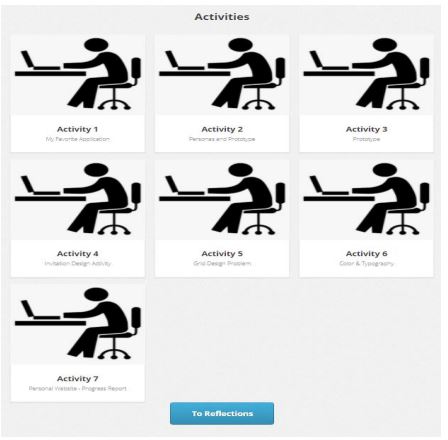 Activities
Activity 1
My Favorite Application
Activity 2
Personas and Prototype
Activity 3
Prototype
Activity 4
Invitation Design Activity
Activity 5
Grid Design Problem
Activity 6
Color & Typography
Activity 7
Personal Website - Progress Report
To Reflections